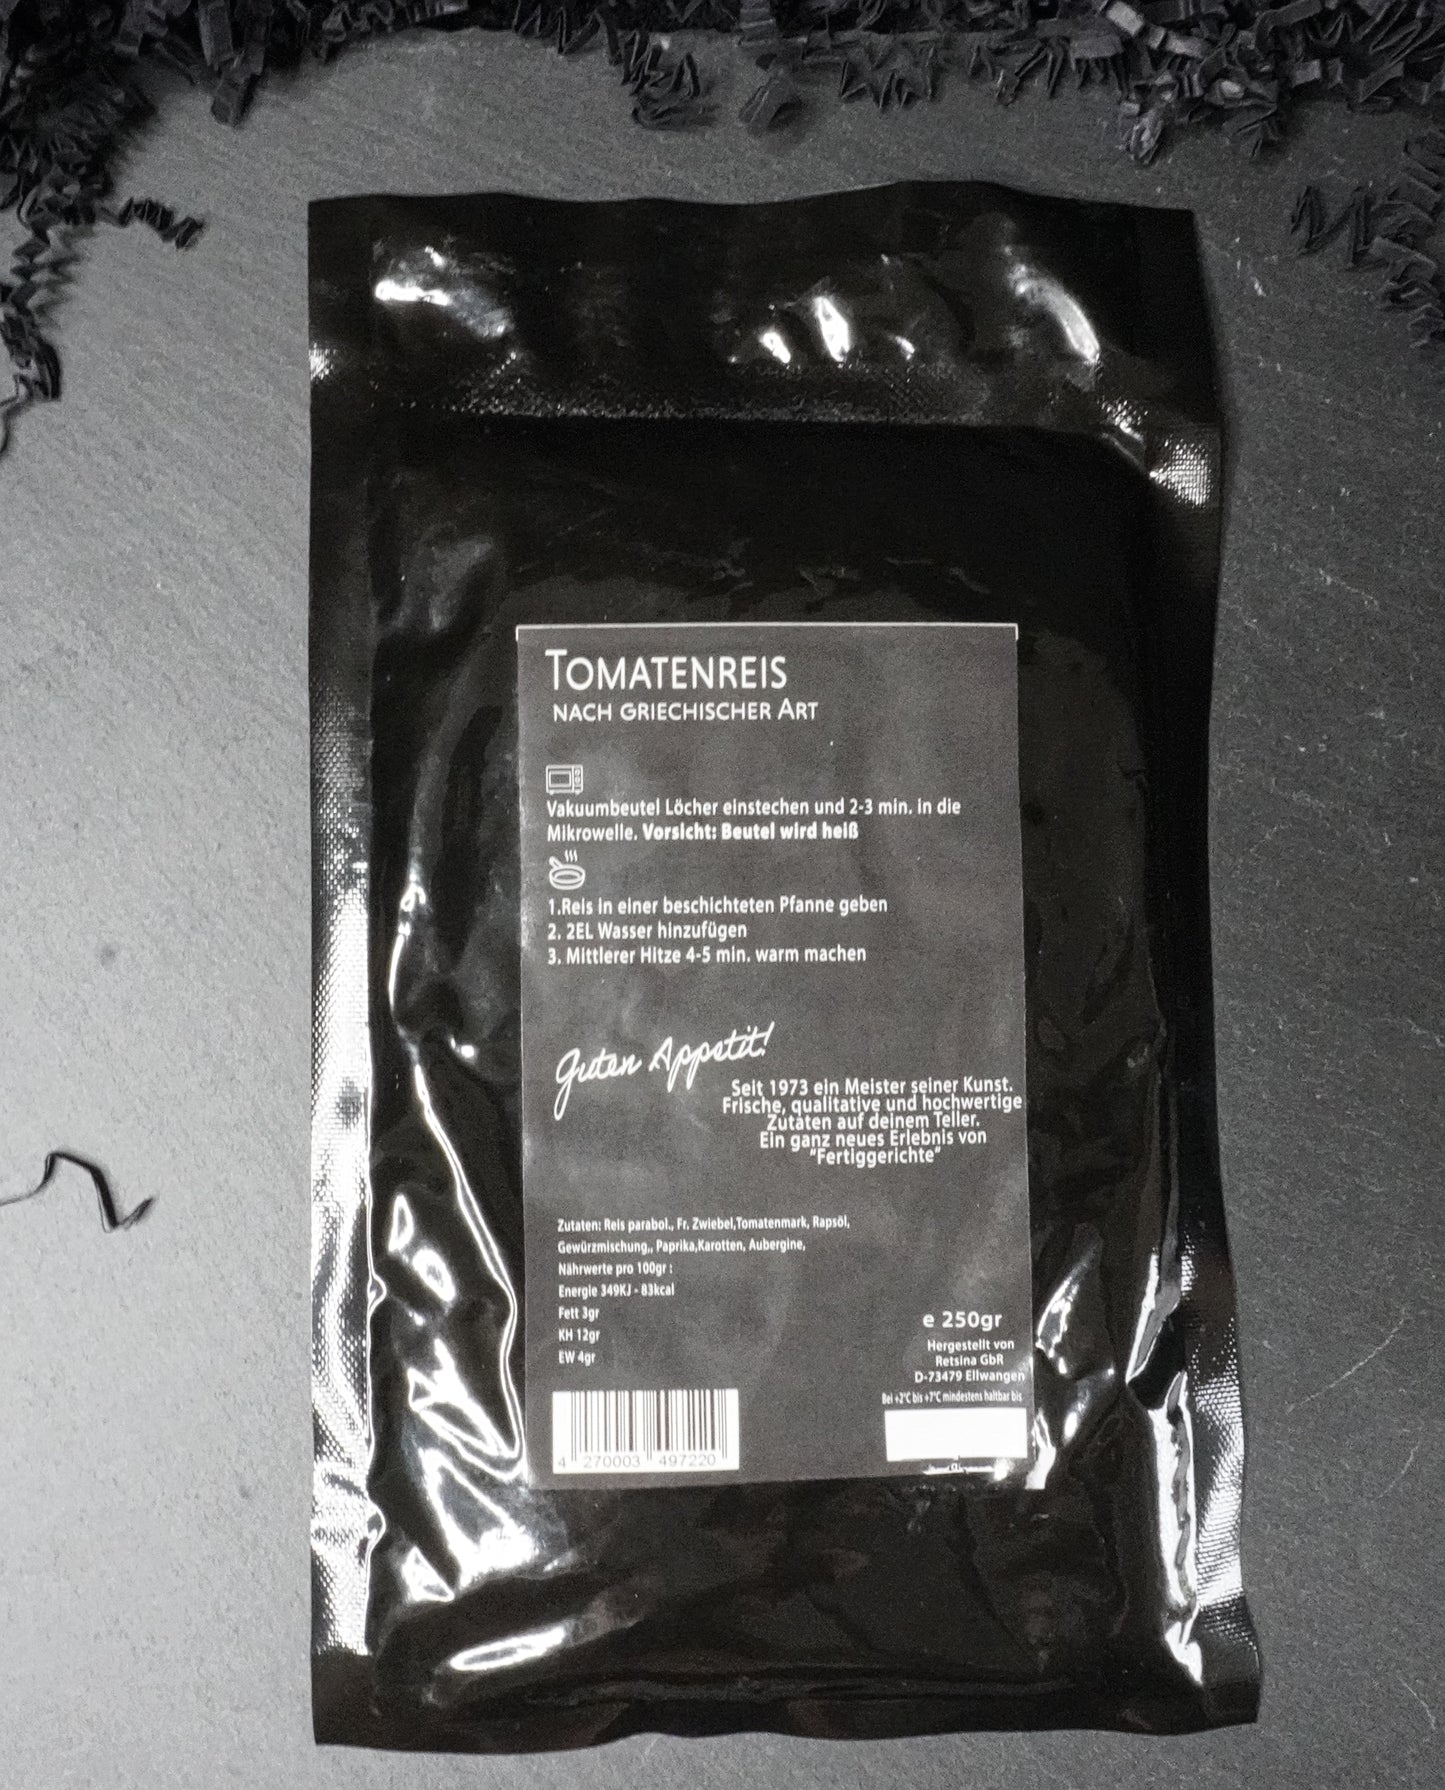 TOMATENREIS
NACH GRIECHISCHER ART
Vakuumbeutel Löcher einstechen und 2-3 min. in die
Mikrowelle. Vorsicht: Beutel wird heiß
1.Reis in einer beschichteten Pfanne geben
2. 2EL Wasser hinzufügen
3. Mittlerer Hitze 4-5 min. warm machen
Guten Appetit!
Seit 1973 ein Meister seiner Kunst.
Frische, qualitative und hochwertige
Zutaten auf deinem Teller.
Ein ganz neues Erlebnis von
"Fertiggerichte"
Zutaten: Reis parabol., Fr. Zwiebel,Tomatenmark, Rapsöl,
Gewürzmischung,, Paprika,Karotten, Aubergine,
Nährwerte pro 100gr :
Energie 349KJ - 83kcal
Fett 3gr
KH 12gr
EW 4gr
e 250gr
Hergestellt von
Retsina GbR
D-73479 Ellwangen
Bei +2°C bis +7°C mindestens haltbar bis
4 270003 497220